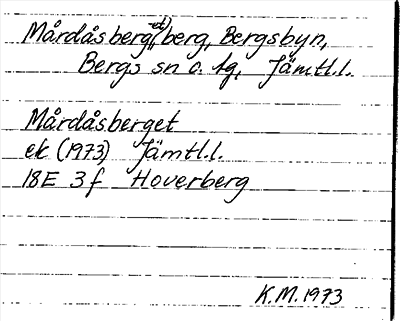 Mårdåsberg(et), berg, Bergsbyn,
Bergs sn o. tg, Jämtl.l.
Mårdåsberget
ek (1973) Jämtl.l.
18E 3f Hoverberg
K.M. 1973